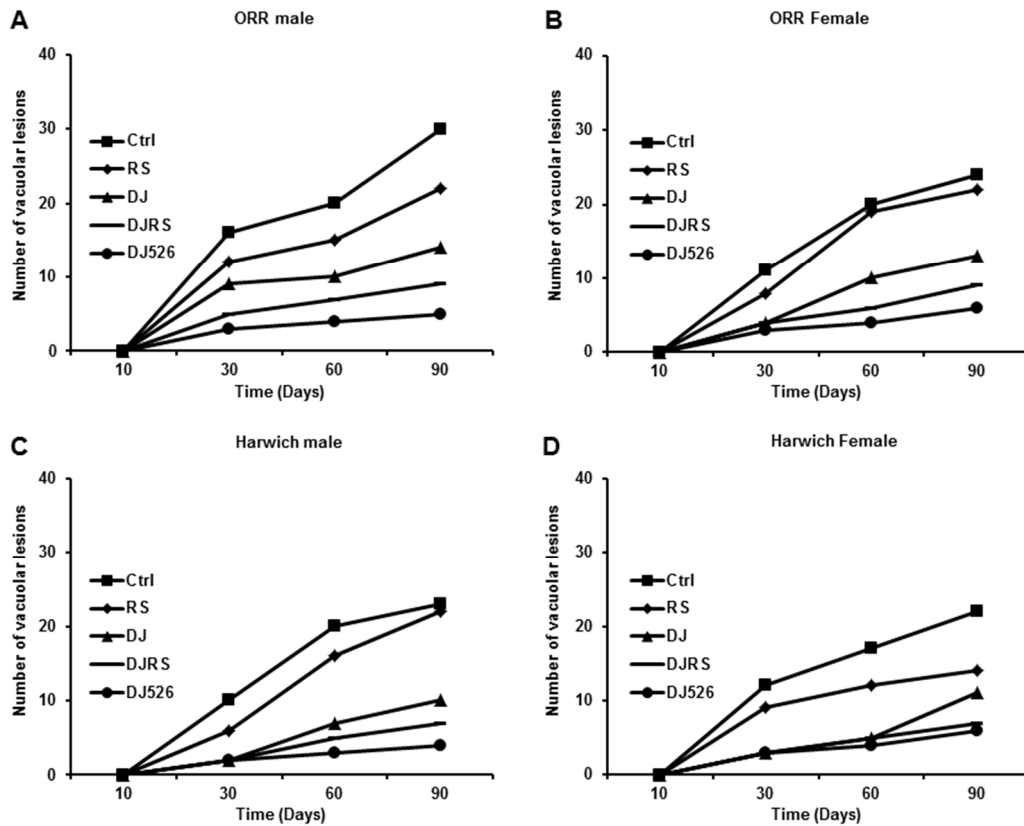 A
ORR male
Number of vacuolar lesions
40
30
20
10
0
Ctrl
RS
DJ
DJRS
DJ526
10 30 60 90
Time (Days)
B
ORR Female
Number of vacuolar lesions
40
30
20
10
0
Ctrl
RS
DJ
DJRS
DJ526
10 30 60 90
Time (Days)
C
Harwich male
Number of vacuolar lesions
40
30
20
10
0
Ctrl
RS
DJ
DJRS
DJ526
10 30 60 90
Time (Days)
D
Harwich Female
Number of vacuolar lesions
40
30
20
10
0
Ctrl
RS
DJ
DJRS
DJ526
10 30 60 90
Time (Days)